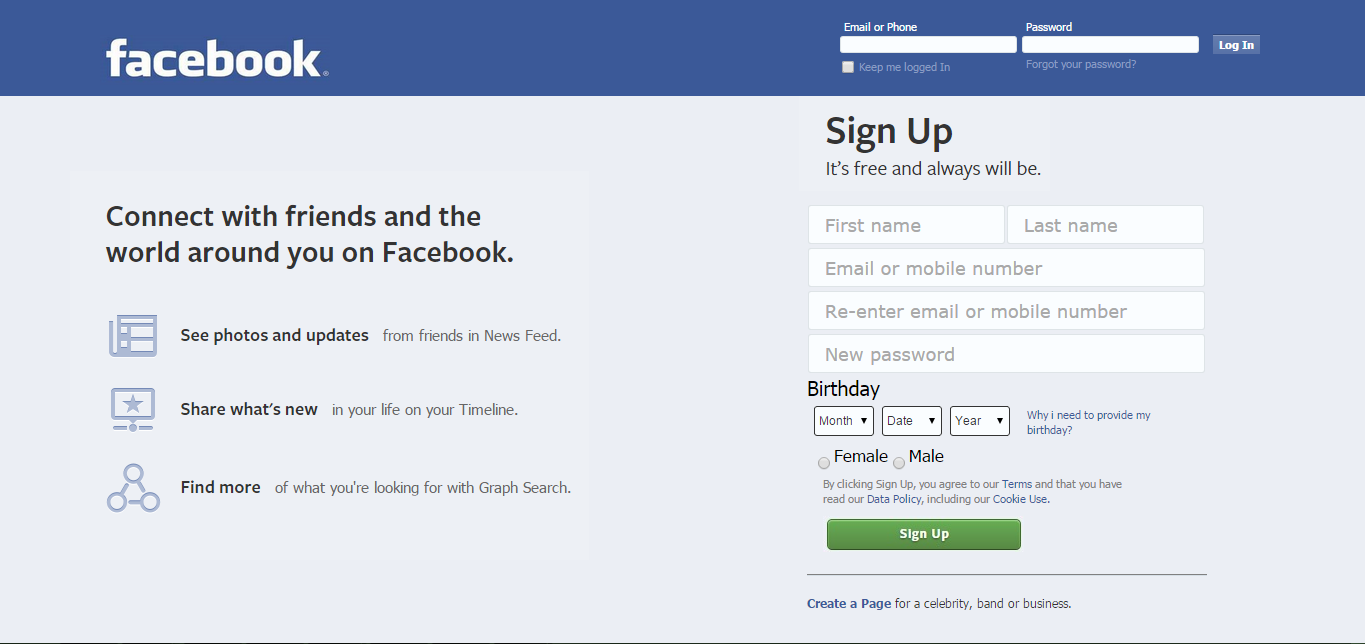 facebook
Email or Phone
Password
Log In
Keep me logged In
Forgot your password?
Connect with friends and the
world around you on Facebook.
See photos and updates from friends in News Feed.
Share what's new in your life on your Timeline.
Find more of what you're looking for with Graph Search.
Sign Up
It's free and always will be.
First name
Last name
Email or mobile number
Re-enter email or mobile number
New password
Birthday
Month
Date
Year
Why i need to provide my
birthday?
Female
Male
By clicking Sign Up, you agree to our Terms and that you have
read our Data Policy, including our Cookie Use.
Sign Up
Create a Page for a celebrity, band or business.